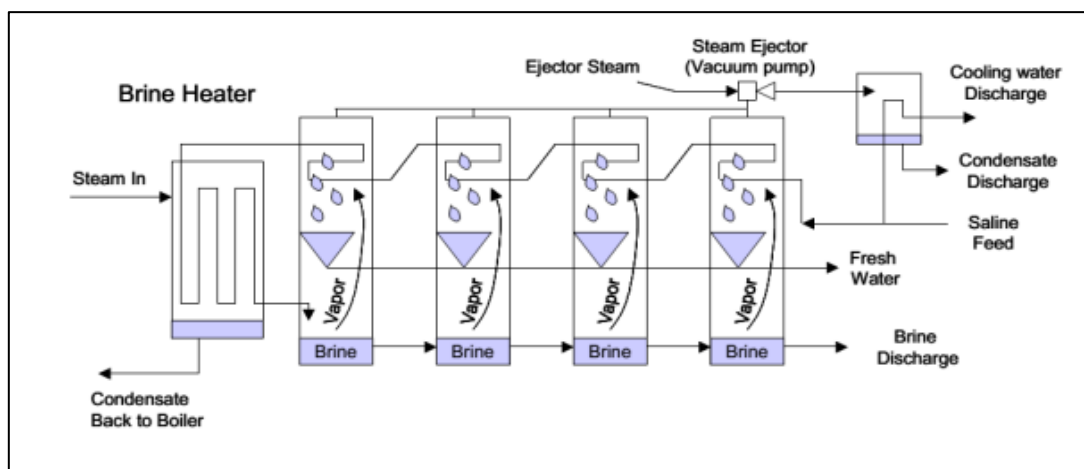 Steam Ejector
(Vacuum pump)
Ejector Steam
Cooling water
Discharge
Brine Heater
Steam In
Condensate
Discharge
Saline
Feed
Fresh
Water
Vapor
Vapor
Vapor
Vapor
Brine
Brine
Brine
Brine
Brine
Discharge
Condensate
Back to Boiler